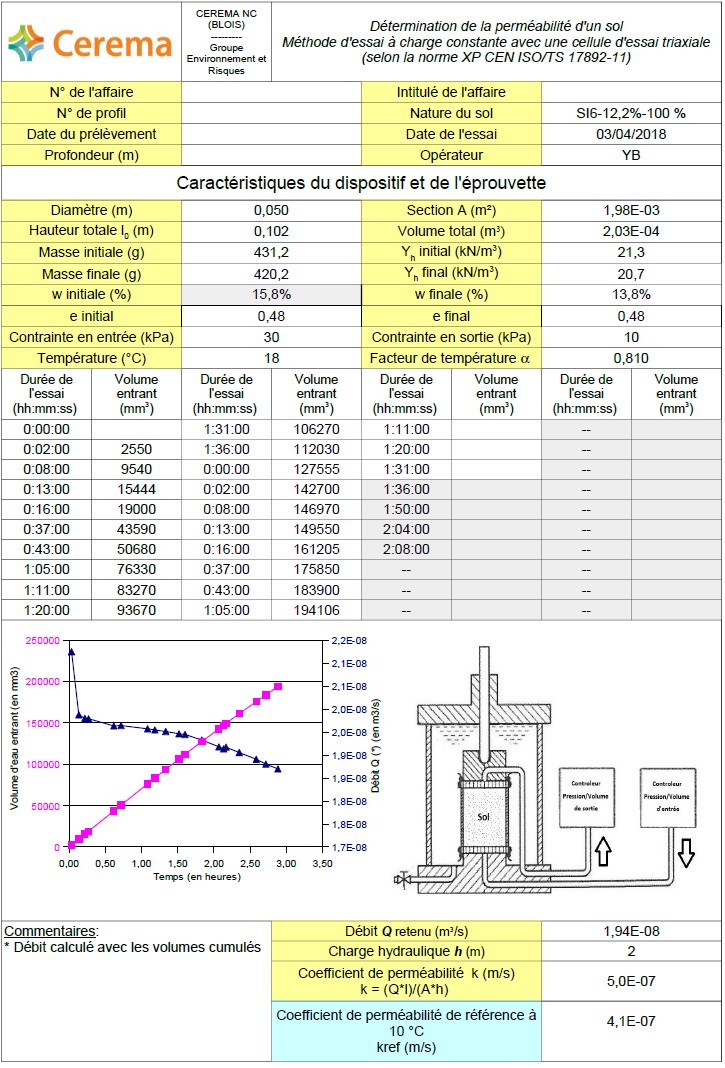 Cerema
CEREMA NC
(BLOIS)
---------
Groupe
Environnement et
Risques
Détermination de la perméabilité d'un sol
Méthode d'essai à charge constante avec une cellule d'essai triaxiale
(selon la norme XP CEN ISO/TS 17892-11)
N° de l'affaire Intitulé de l'affaire
N° de profil Nature du sol SI6-12,2%-100 %
Date du prélèvement Date de l'essai 03/04/2018
Profondeur (m) Opérateur YB
Caractéristiques du dispositif et de l'éprouvette
Diamètre (m) 0,050 Section A (m²) 1,98E-03
Hauteur totale l0 (m) 0,102 Volume total (m³) 2,03E-04
Masse initiale (g) 431,2 Yh initial (kN/m³) 21,3
Masse finale (g) 420,2 Yh final (kN/m³) 20,7
w initiale (%) 15,8% w finale (%) 13,8%
e initial 0,48 e final 0,48
Contrainte en entrée (kPa) 30 Contrainte en sortie (kPa) 10
Température (°C) 18 Facteur de température α 0,810
Durée de Volume Durée de Volume Durée de Volume Durée de Volume
l'essai entrant l'essai entrant l'essai entrant l'essai entrant
(hh:mm:ss) (mm³) (hh:mm:ss) (mm³) (hh:mm:ss) (mm³) (hh:mm:ss) (mm³)
0:00:00 1:31:00 106270 1:11:00 --
0:02:00 2550 1:36:00 112030 1:20:00 --
0:08:00 9540 0:00:00 127555 1:31:00 --
0:13:00 15444 0:02:00 142700 1:36:00 --
0:16:00 19000 0:08:00 146970 1:50:00 --
0:37:00 43590 0:13:00 149550 2:04:00 --
0:43:00 50680 0:16:00 161205 2:08:00 --
1:05:00 76330 0:37:00 175850 -- --
1:11:00 83270 0:43:00 183900 -- --
1:20:00 93670 1:05:00 194106 -- --
Volume d'eau entrant (en mm3)
250000
200000
150000
100000
50000
0
2,2E-08
2,1E-08
2,1E-08
2,0E-08
2,0E-08
1,9E-08
1,9E-08
1,8E-08
1,8E-08
1,7E-08
Débit Q (*) (en m3/s)
0,00 0,50 1,00 1,50 2,00 2,50 3,00 3,50
Temps (en heures)
Sol
Controleur
Pression/Volume
de sortie
Controleur
Pression/Volume
d'entrée
Commentaires:
* Débit calculé avec les volumes cumulés
Débit Q retenu (m³/s) 1,94E-08
Charge hydraulique h (m) 2
Coefficient de perméabilité k (m/s)
k = (Q*l)/(A*h)
5,0E-07
Coefficient de perméabilité de référence à
10 °C
kref (m/s)
4,1E-07